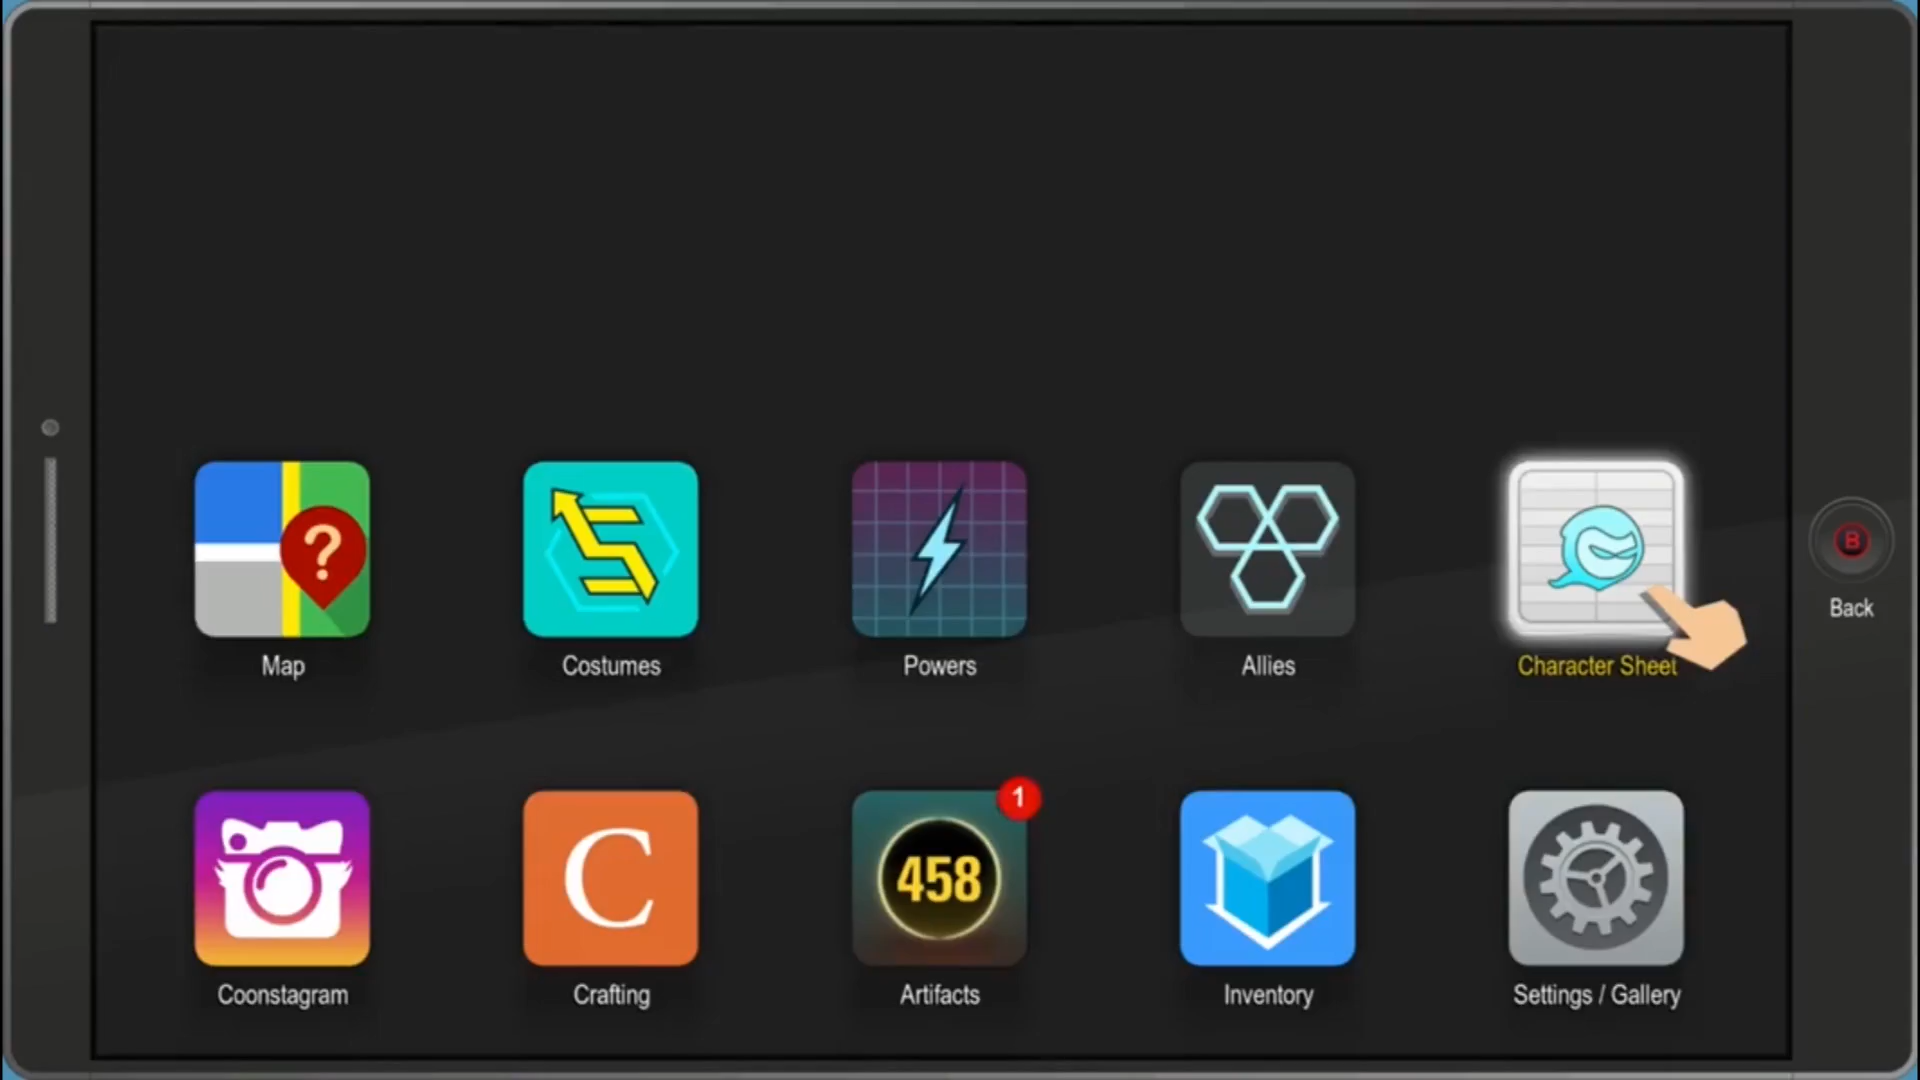 ?
Map
Costumes
Powers
Allies
Character Sheet
B
Back
Coonstagram
C
Crafting
1
458
Artifacts
Inventory
Settings / Gallery